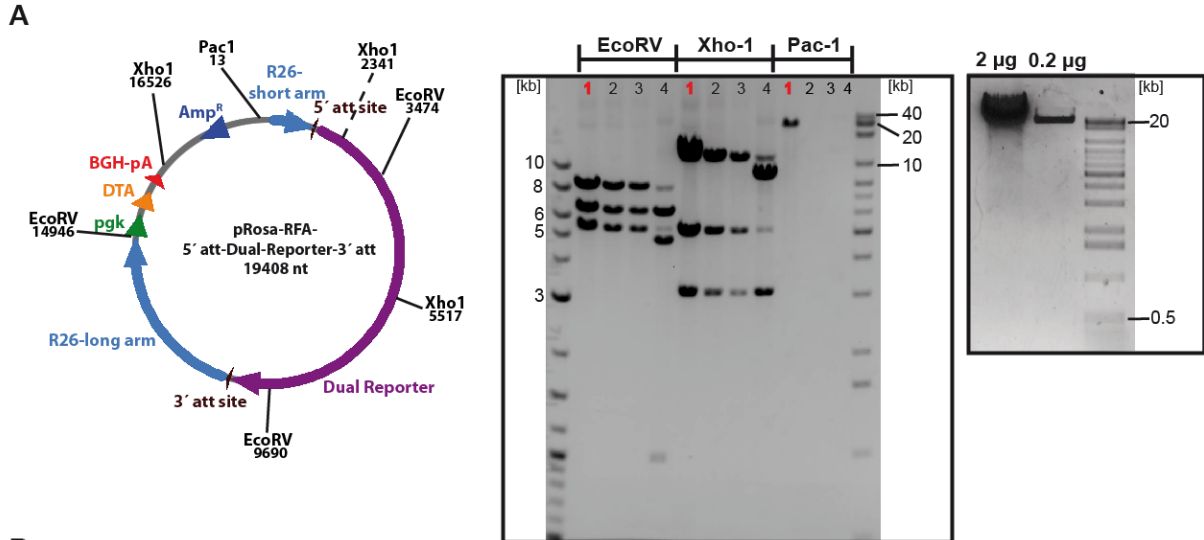 A
Pac1
13
Xho1
16526
R26-
short arm
Xho1
2341
5´ att site
EcoRV
3474
AmpR
BGH-pA
DTA
EcoRV
14946
pgk
pRosa-RFA-
5´ att-Dual-Reporter-3´ att
19408 nt
Xho1
5517
R26-long arm
Dual Reporter
3´ att site
EcoRV
9690
EcoRV Xho-1 Pac-1
[kb] 1 2 3 4 1 2 3 4 1 2 3 4 [kb]
40
20
10 10
8
6
5
3
2 µg 0.2 µg
[kb]
20
0.5